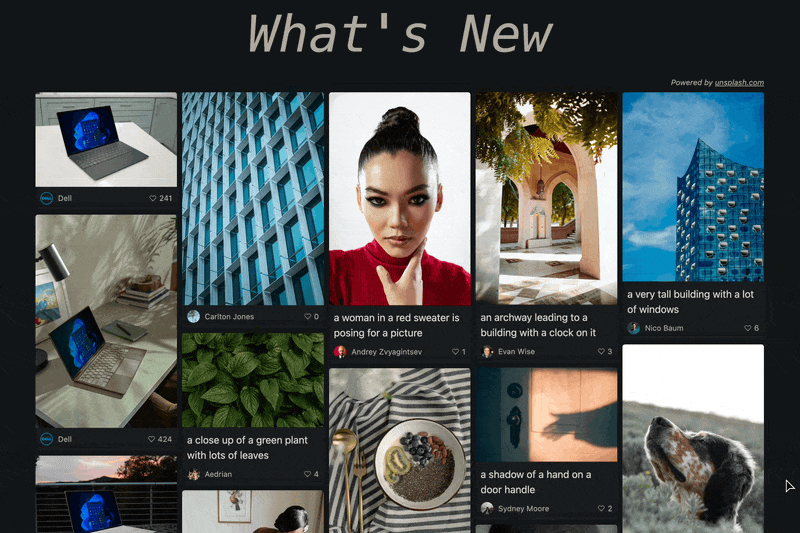 What's New
Powered by unsplash.com
Dell
241
Dell
424
Carlton Jones
0
a close up of a green plant
with lots of leaves
Aedrian
4
a woman in a red sweater is
posing for a picture
Andrey Zvyagintsev
1
an archway leading to a
building with a clock on it
Evan Wise
3
a shadow of a hand on a
door handle
Sydney Moore
2
a very tall building with a lot
of windows
Nico Baum
6